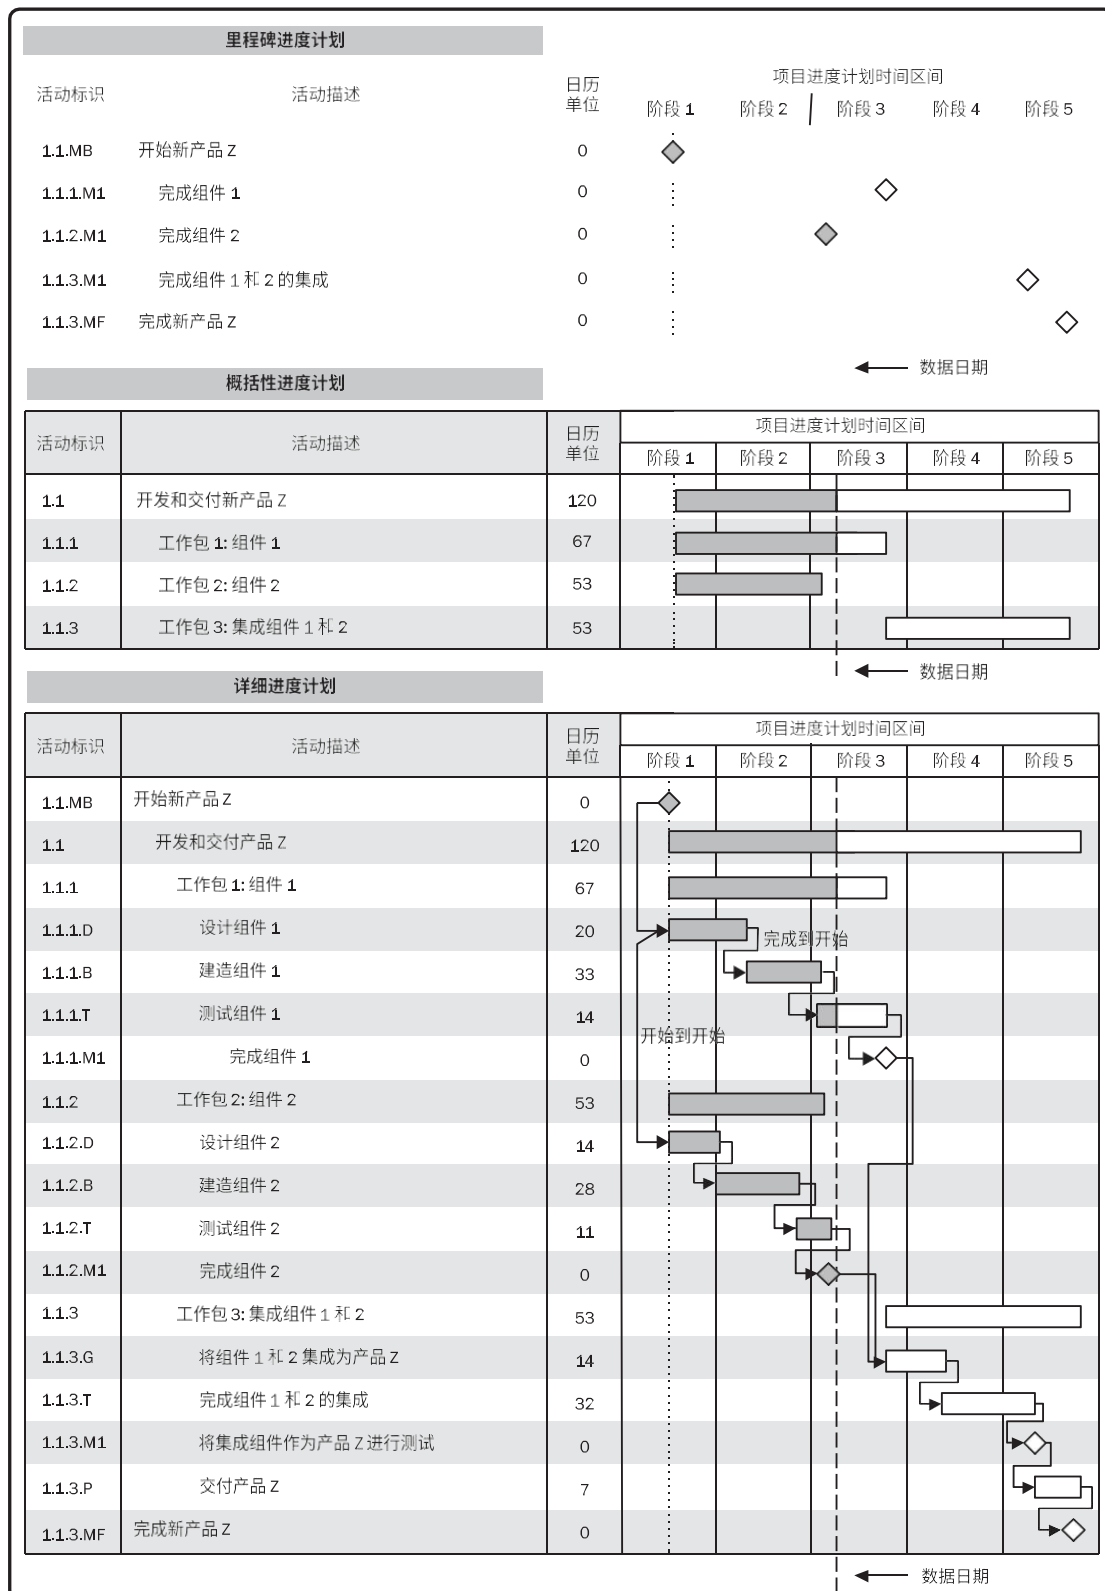 里程碑进度计划
活动标识 活动描述 日历单位 项目进度计划时间区间
阶段 1 阶段 2 阶段 3 阶段 4 阶段 5
1.1.MB 开始新产品 Z 0
1.1.1.M1 完成组件 1 0
1.1.2.M1 完成组件 2 0
1.1.3.M1 完成组件 1 和 2 的集成 0
1.1.3.MF 完成新产品 Z 0
数据日期
概括性进度计划
活动标识 活动描述 日历单位 项目进度计划时间区间
阶段 1 阶段 2 阶段 3 阶段 4 阶段 5
1.1 开发和交付新产品 Z 120
1.1.1 工作包 1: 组件 1 67
1.1.2 工作包 2: 组件 2 53
1.1.3 工作包 3: 集成组件 1 和 2 53
数据日期
详细进度计划
活动标识 活动描述 日历单位 项目进度计划时间区间
阶段 1 阶段 2 阶段 3 阶段 4 阶段 5
1.1.MB 开始新产品 Z 0
1.1 开发和交付产品 Z 120
1.1.1 工作包 1: 组件 1 67
1.1.1.D 设计组件 1 20
完成到开始
1.1.1.B 建造组件 1 33
1.1.1.T 测试组件 1 14
开始到开始
1.1.1.M1 完成组件 1 0
1.1.2 工作包 2: 组件 2 53
1.1.2.D 设计组件 2 14
1.1.2.B 建造组件 2 28
1.1.2.T 测试组件 2 11
1.1.2.M1 完成组件 2 0
1.1.3 工作包 3: 集成组件 1 和 2 53
1.1.3.G 将组件 1 和 2 集成为产品 Z 14
1.1.3.T 完成组件 1 和 2 的集成 32
1.1.3.M1 将集成组件作为产品 Z 进行测试 0
1.1.3.P 交付产品 Z 7
1.1.3.MF 完成新产品 Z 0
数据日期